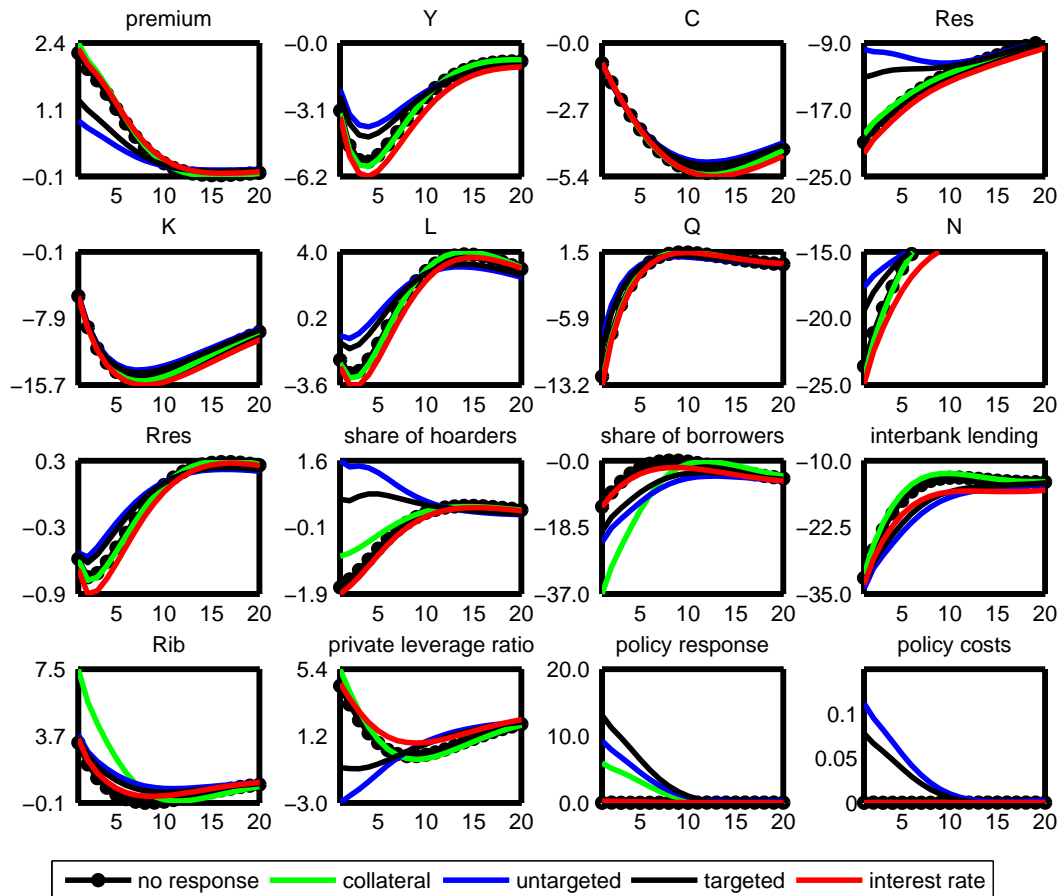 premium Y C Res
2.4 −0.0 −0.0 −9.0
1.1 −3.1 −2.7 −17.0
−0.1 −6.2 −5.4 −25.0
5 10 15 20 5 10 15 20 5 10 15 20 5 10 15 20
K L Q N
−0.1 4.0 1.5 −15.0
−7.9 0.2 −5.9 −20.0
−15.7 −3.6 −13.2 −25.0
5 10 15 20 5 10 15 20 5 10 15 20 5 10 15 20
Rres share of hoarders share of borrowers interbank lending
0.3 1.6 −0.0 −10.0
−0.3 −0.1 −18.5 −22.5
−0.9 −1.9 −37.0 −35.0
5 10 15 20 5 10 15 20 5 10 15 20 5 10 15 20
Rib private leverage ratio policy response policy costs
7.5 5.4 20.0
0.1
3.7 1.2 10.0 0.05
−0.1 −3.0 0.0 0
5 10 15 20 5 10 15 20 5 10 15 20 5 10 15 20
no response collateral untargeted targeted interest rate